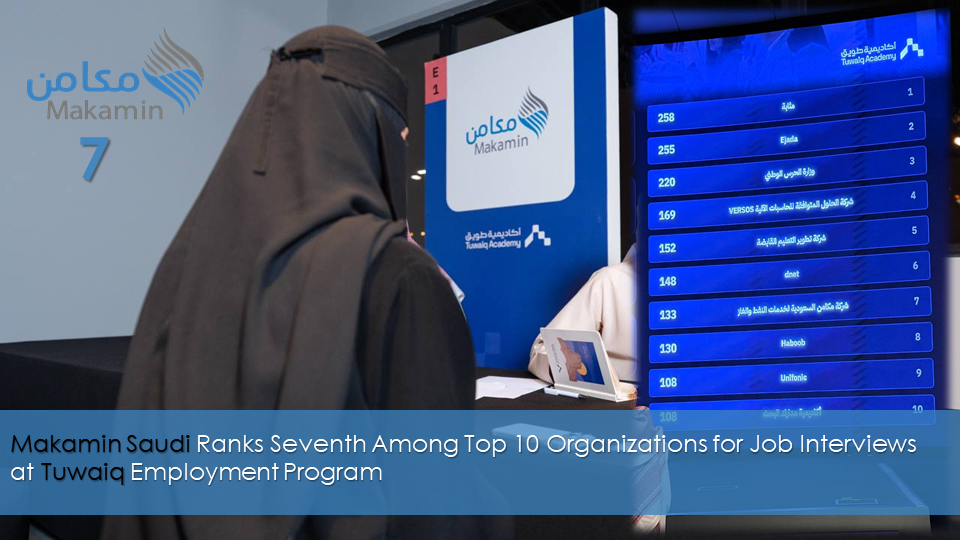 مكامن
Makamin
7
E
1
مكامن
Makamin
أكاديمية طويق
Tuwaiq Academy
أكاديمية طويق
Tuwaiq Academy
1 مثابة 258
2 Ejada 255
3 وزارة الحرس الوطني 220
4 شركة الحلول المتوافقة للحاسبات الآلية VERSOS 169
5 شركة تطوير التعليم القابضة 152
6 dnet 148
7 شركة مكامن السعودية لخدمات النفط والغاز 133
8 Haboob 130
9 Unifonic 108
10 108
Makamin Saudi Ranks Seventh Among Top 10 Organizations for Job Interviews
at Tuwaiq Employment Program